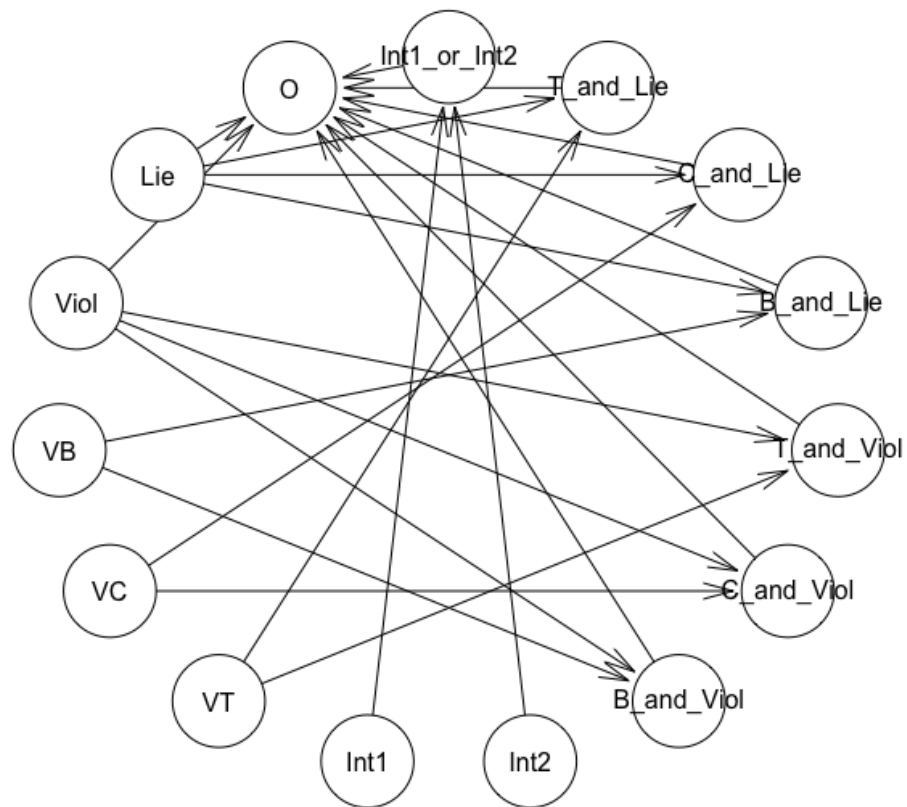 Int1_or_Int2
O
T_and_Lie
Lie
C_and_Lie
Viol
B_and_Lie
VB
T_and_Viol
VC
C_and_Viol
VT
B_and_Viol
Int1
Int2